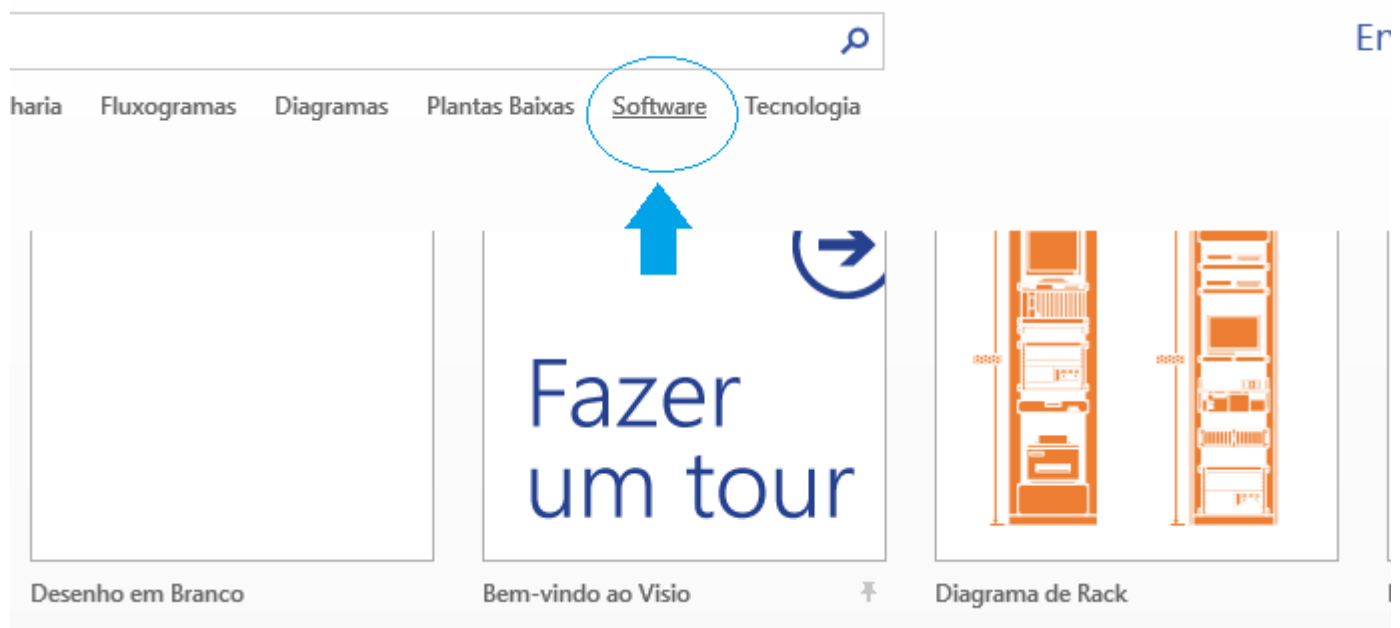 En
haria Fluxogramas Diagramas Plantas Baixas Software Tecnologia
Fazer
um tour
Desenho em Branco Bem-vindo ao Visio Diagrama de Rack